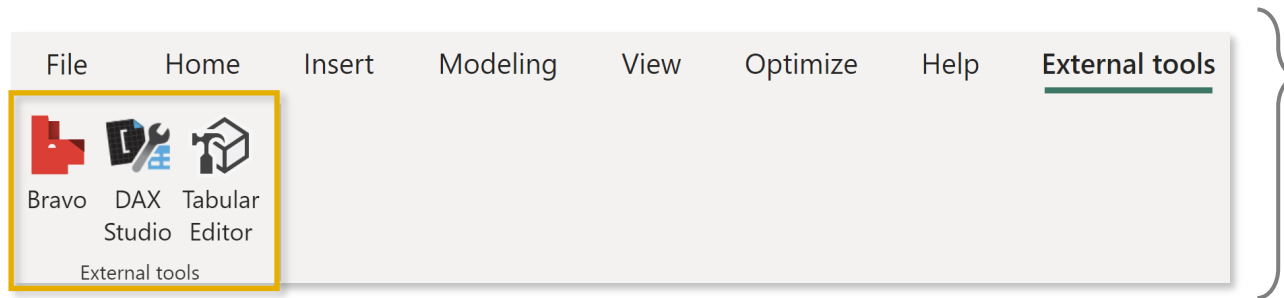 File Home Insert Modeling View Optimize Help External tools
Bravo DAX Tabular
Studio Editor
External tools